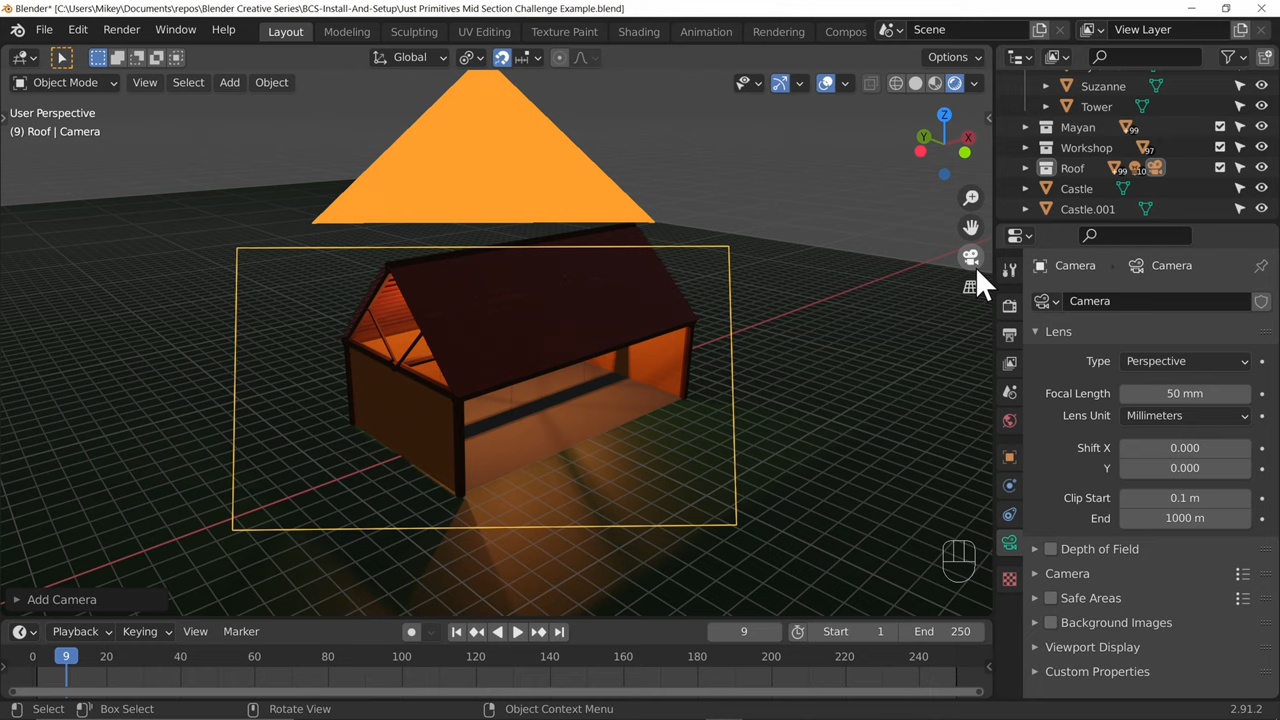 Blender* [C:\Users\Mikey\Documents\repos\Blender Creative Series\BCS-Install-And-Setup\Just Primitives Mid Section Challenge Example.blend]
File Edit Render Window Help Layout Modeling Sculpting UV Editing Texture Paint Shading Animation Rendering Compos Scene View Layer
Global Options
Object Mode View Select Add Object
User Perspective
(9) Roof | Camera
Z
Y X
Suzanne
Tower
Mayan 99
Workshop 97
Roof 99 10
Castle
Castle.001
Camera Camera
Camera
Lens
Type Perspective
Focal Length 50 mm
Lens Unit Millimeters
Shift X 0.000
Y 0.000
Clip Start 0.1 m
End 1000 m
Depth of Field
Camera
Safe Areas
Background Images
Viewport Display
Custom Properties
Add Camera
Playback Keying View Marker 9 Start 1 End 250
0 9 20 40 60 80 100 120 140 160 180 200 220 240
Select Box Select Rotate View Object Context Menu 2.91.2